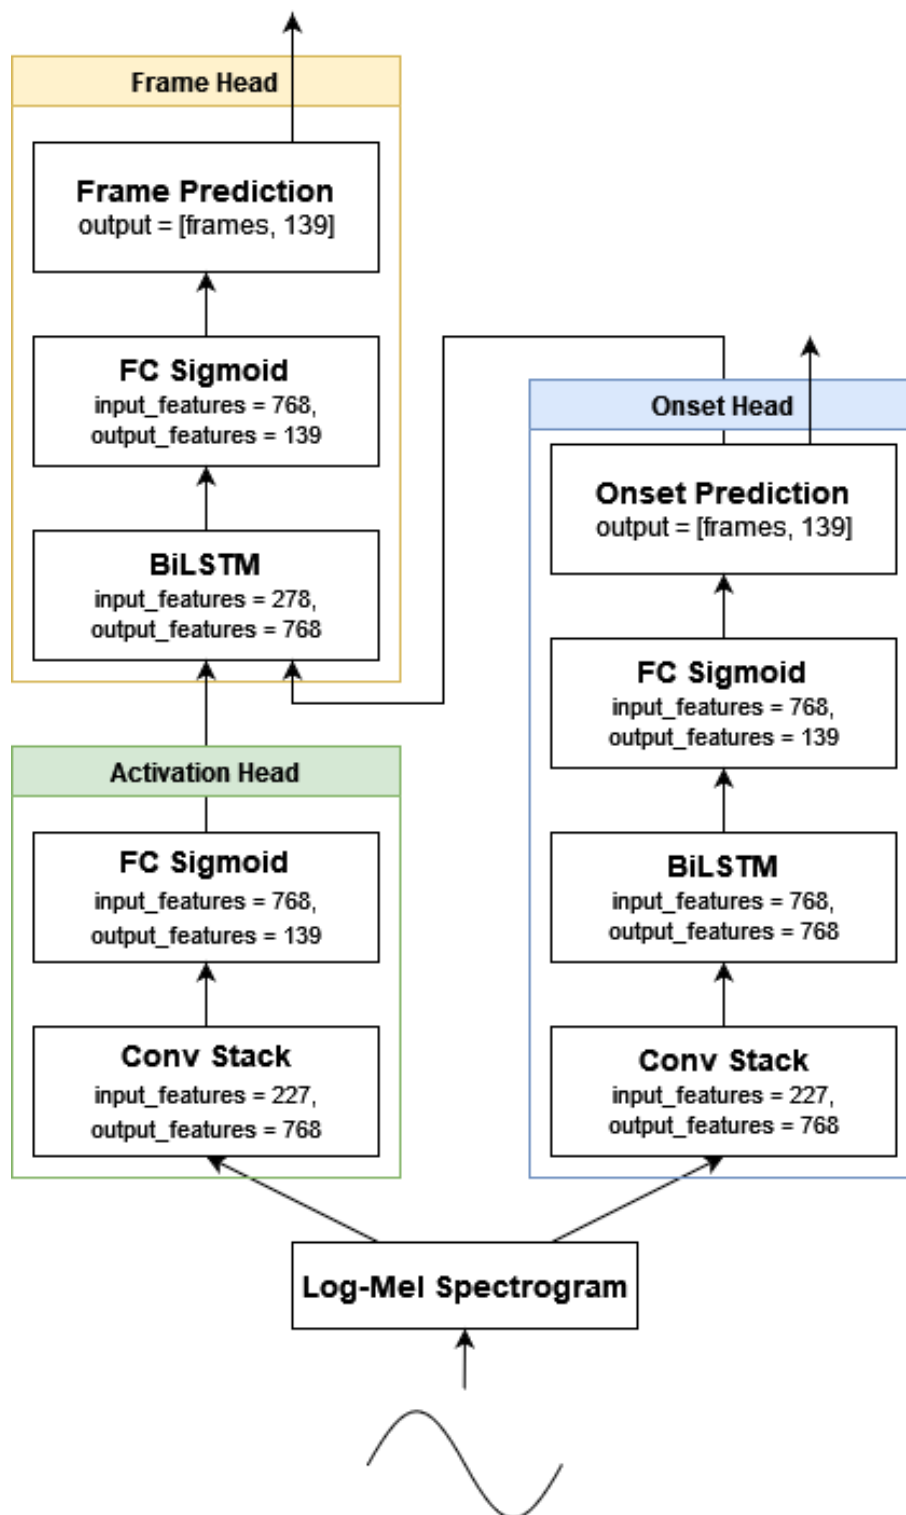 Frame Head
Frame Prediction
output = [frames, 139]
FC Sigmoid
input_features = 768,
output_features = 139
BiLSTM
input_features = 278,
output_features = 768
Activation Head
FC Sigmoid
input_features = 768,
output_features = 139
Conv Stack
input_features = 227,
output_features = 768
Onset Head
Onset Prediction
output = [frames, 139]
FC Sigmoid
input_features = 768,
output_features = 139
BiLSTM
input_features = 768,
output_features = 768
Conv Stack
input_features = 227,
output_features = 768
Log-Mel Spectrogram